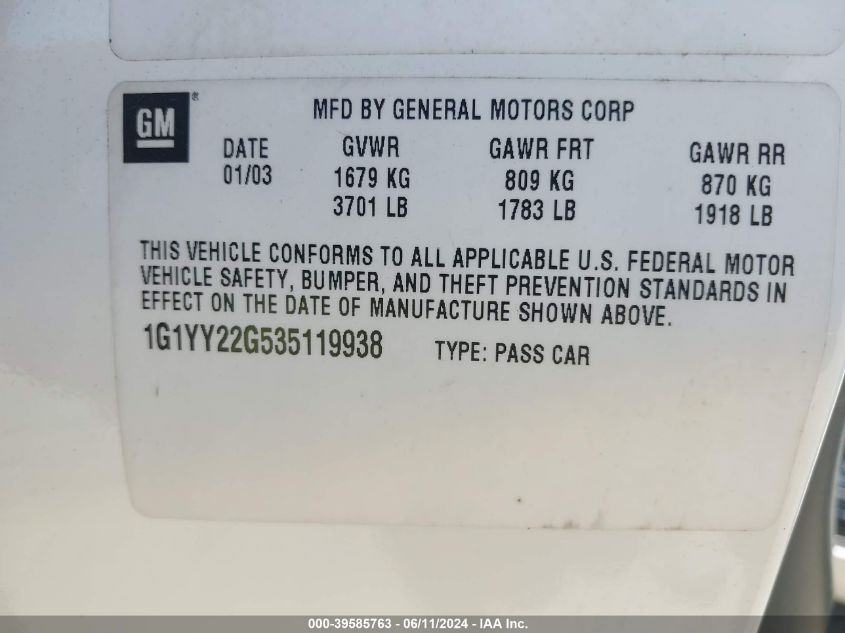 GM®
MFD BY GENERAL MOTORS CORP
DATE GVWR GAWR FRT GAWR RR
01/03 1679 KG 809 KG 870 KG
3701 LB 1783 LB 1918 LB
THIS VEHICLE CONFORMS TO ALL APPLICABLE U.S. FEDERAL MOTOR
VEHICLE SAFETY, BUMPER, AND THEFT PREVENTION STANDARDS IN
EFFECT ON THE DATE OF MANUFACTURE SHOWN ABOVE.
1G1YY22G535119938 TYPE: PASS CAR
000-39585763 - 06/11/2024 - IAA Inc.